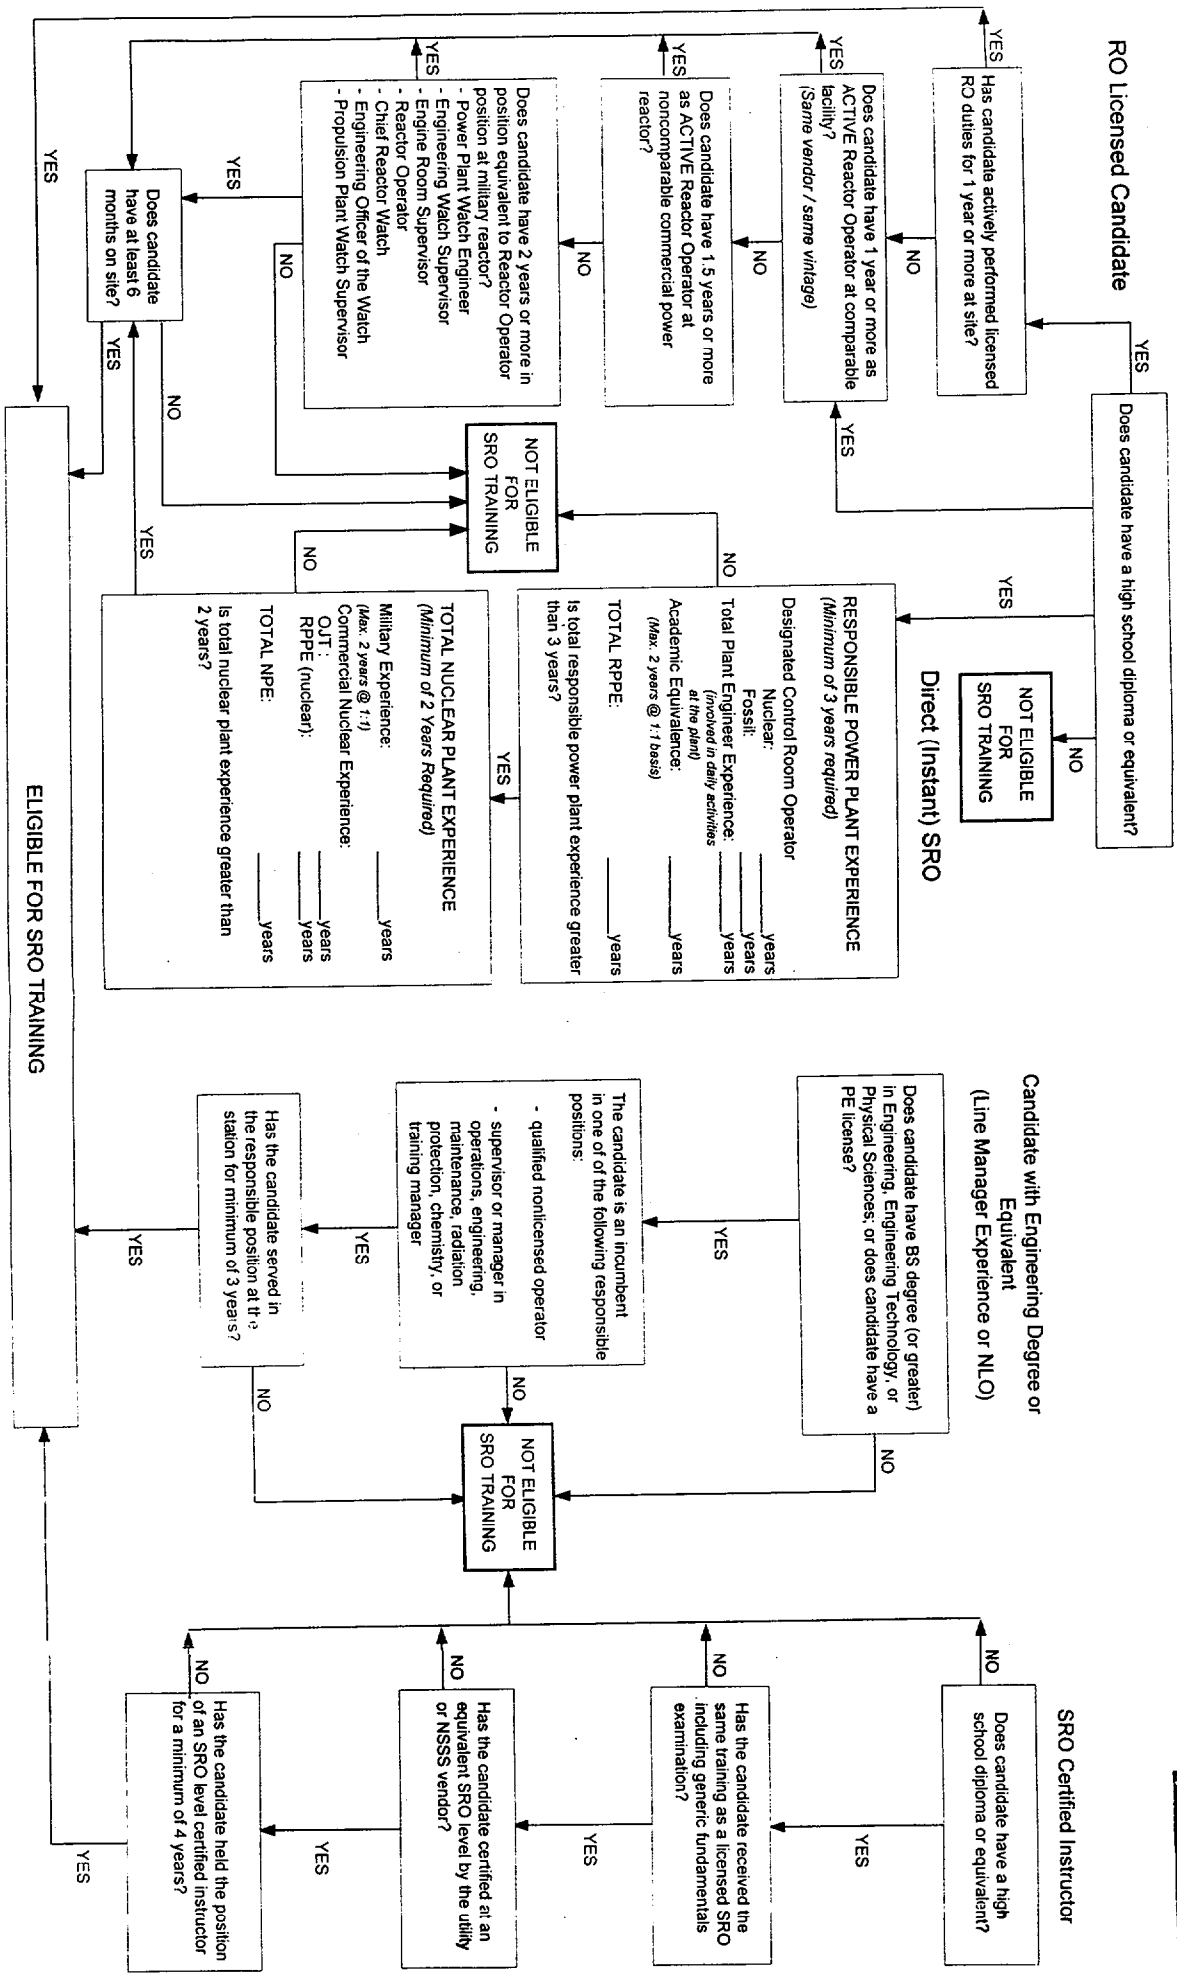 RO Licensed Candidate
YES
Does candidate have a high school diploma or equivalent?
YES
YES
NO
NOT ELIGIBLE
FOR
SRO TRAINING
YES
Has candidate actively performed licensed
RO duties for 1 year or more at site?
NO
YES
Does candidate have 1 year or more as
ACTIVE Reactor Operator at comparable
facility?
(Same vendor / same vintage)
NO
YES
Does candidate have 1.5 years or more
as ACTIVE Reactor Operator at
noncomparable commercial power
reactor?
NO
YES
Does candidate have 2 years or more in
position equivalent to Reactor Operator
position at military reactor?
- Power Plant Watch Engineer
- Engineering Watch Supervisor
- Engine Room Supervisor
- Reactor Operator
- Chief Reactor Watch
- Engineering Officer of the Watch
- Propulsion Plant Watch Supervisor
YES
NO
YES
Does candidate
have at least 6
months on site?
YES
NO
YES
NOT ELIGIBLE
FOR
SRO TRAINING
Direct (Instant) SRO
RESPONSIBLE POWER PLANT EXPERIENCE
(Minimum of 3 years required)
Designated Control Room Operator
Nuclear: ______years
Fossil: ______years
Total Plant Engineer Experience: ______years
(involved in daily activities
at the plant)
Academic Equivalence: ______years
(Max. 2 years @ 1:1 basis)
TOTAL RPPE: ______years
Is total responsible power plant experience greater
than 3 years?
NO
YES
TOTAL NUCLEAR PLANT EXPERIENCE
(Minimum of 2 Years Required)
Military Experience: ______years
(Max. 2 years @ 1:1)
Commercial Nuclear Experience:
OJT : ______years
RPPE (nuclear): ______years
TOTAL NPE: ______years
Is total nuclear plant experience greater than
2 years?
NO
YES
Candidate with Engineering Degree or
Equivalent
(Line Manager Experience or NLO)
Does candidate have BS degree (or greater)
in Engineering, Engineering Technology, or
Physical Sciences; or does candidate have a
PE license?
NO
YES
The candidate is an incumbent
in one of of the following responsible
positions:
- qualified nonlicensed operator
- supervisor or manager in
operations, engineering,
maintenance, radiation
protection, chemistry, or
training manager
NO
YES
Has the candidate served in
the responsible position at the
station for minimum of 3 years?
NO
YES
NOT ELIGIBLE
FOR
SRO TRAINING
SRO Certified Instructor
Does candidate have a high
school diploma or equivalent?
NO
YES
Has the candidate received the
same training as a licensed SRO
including generic fundamentals
examination?
NO
YES
Has the candidate certified at an
equivalent SRO level by the utility
or NSSS vendor?
NO
YES
Has the candidate held the position
of an SRO level certified instructor
for a minimum of 4 years?
NO
YES
ELIGIBLE FOR SRO TRAINING